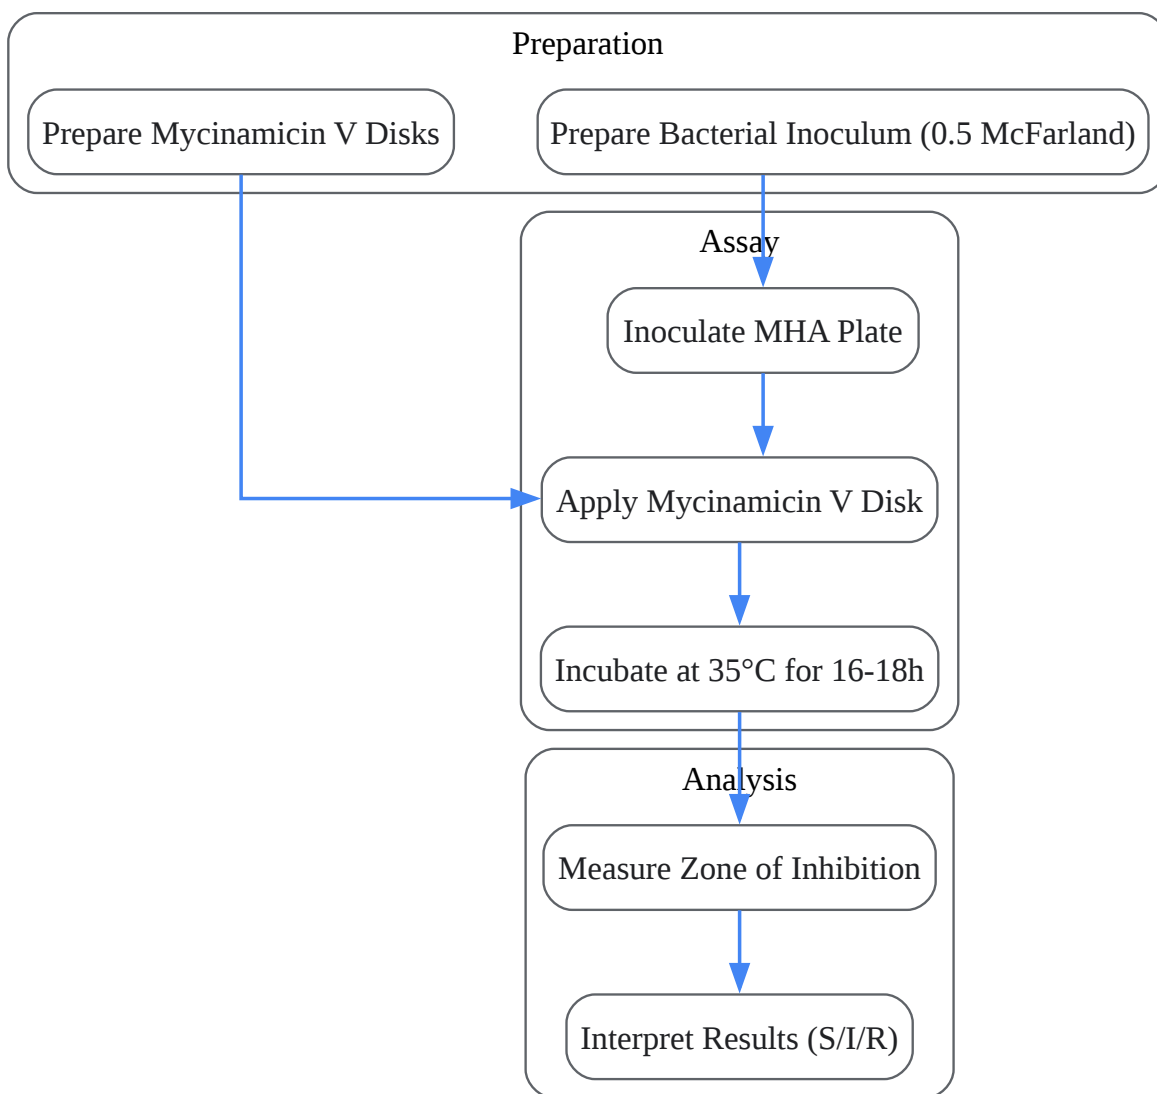 Preparation
Prepare Mycinamicin V Disks
Prepare Bacterial Inoculum (0.5 McFarland)
Assay
Inoculate MHA Plate
Apply Mycinamicin V Disk
Incubate at 35°C for 16-18h
Analysis
Measure Zone of Inhibition
Interpret Results (S/I/R)